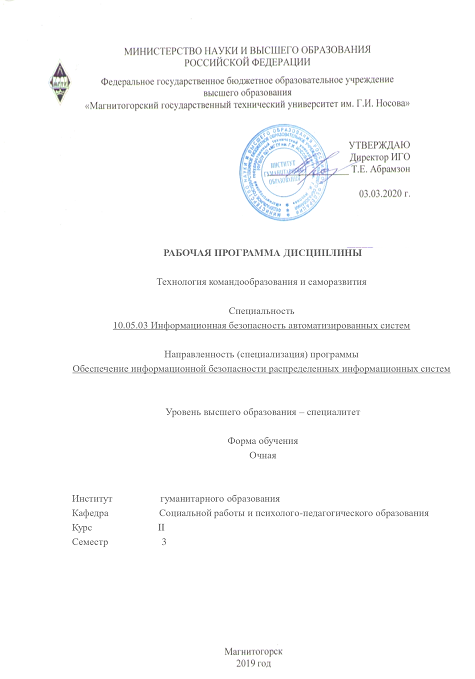 МИНИСТЕРСТВО НАУКИ И ВЫСШЕГО ОБРАЗОВАНИЯ
РОССИЙСКОЙ ФЕДЕРАЦИИ
Федеральное государственное бюджетное образовательное учреждение
высшего образования
«Магнитогорский государственный технический университет им. Г.И. Носова»
УТВЕРЖДАЮ
Директор ИГО
Т.Е. Абрамзон
03.03.2020 г.
ИНСТИТУТ
ГУМАНИТАРНОГО
ОБРАЗОВАНИЯ
РАБОЧАЯ ПРОГРАММА ДИСЦИПЛИНЫ
Технология командообразования и саморазвития
Специальность
10.05.03 Информационная безопасность автоматизированных систем
Направленность (специализация) программы
Обеспечение информационной безопасности распределенных информационных систем
Уровень высшего образования – специалитет
Форма обучения
Очная
Институт гуманитарного образования
Кафедра Социальной работы и психолого-педагогического образования
Курс II
Семестр 3
Магнитогорск
2019 год